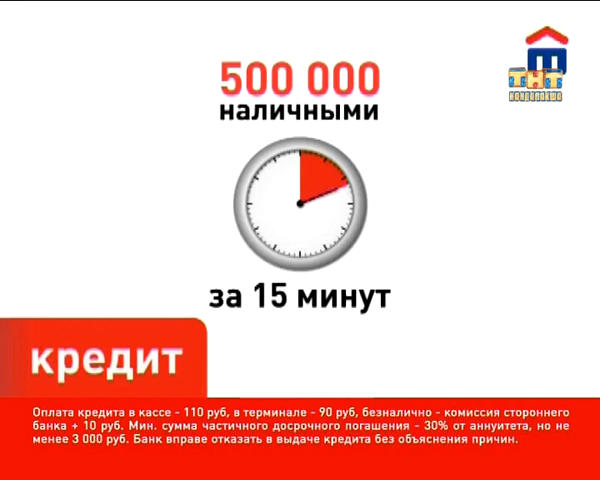 500 000
наличными
ТНТ
за 15 минут
кредит
Оплата кредита в кассе - 110 руб, в терминале - 90 руб, безналично - комиссия стороннего
банка + 10 руб. Мин. сумма частичного досрочного погашения - 30% от аннуитета, но не
менее 3 000 руб. Банк вправе отказать в выдаче кредита без объяснения причин.